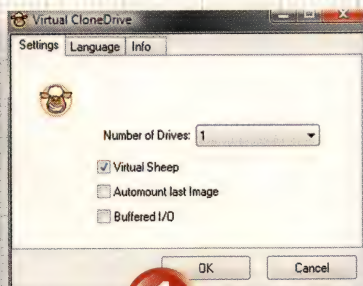 Virtual CloneDrive
Settings Language Info
Number of Drives: 1
Virtual Sheep
Automount last Image
Buffered I/O
OK Cancel